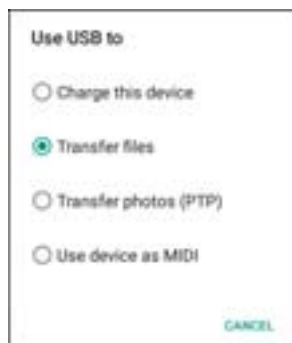 Use USB to
Charge this device
Transfer files
Transfer photos (PTP)
Use device as MIDI
CANCEL